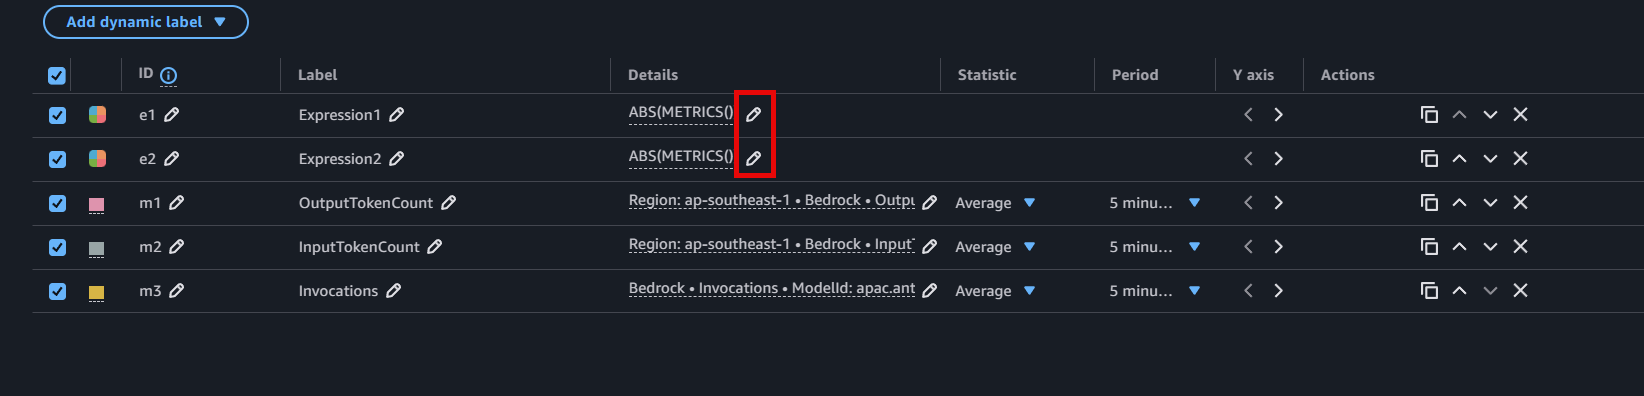 Add dynamic label
ID Label Details Statistic Period Y axis Actions
e1 Expression1 ABS(METRICS()
e2 Expression2 ABS(METRICS()
m1 OutputTokenCount Region: ap-southeast-1 • Bedrock • Outpu Average 5 minu...
m2 InputTokenCount Region: ap-southeast-1 • Bedrock • Input Average 5 minu...
m3 Invocations Bedrock • Invocations • ModelId: apac.ant Average 5 minu...